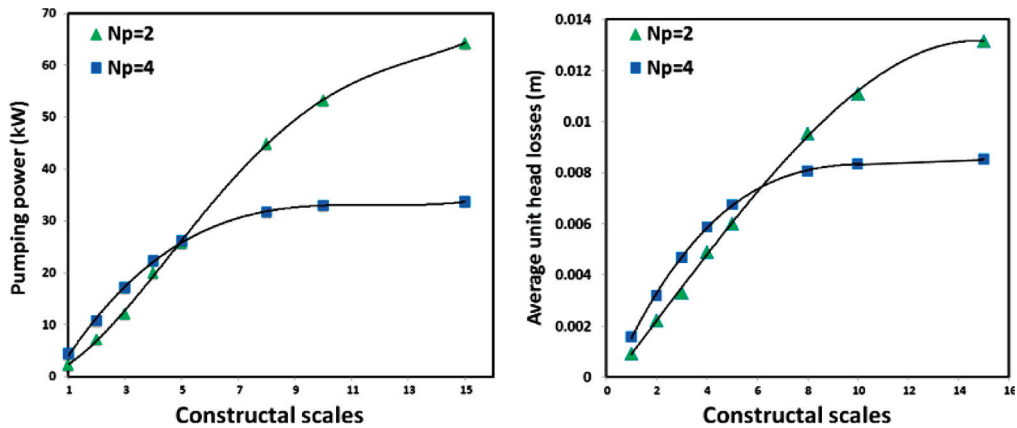 70
60
50
40
30
20
10
0
Pumping power (kW)
Np=2
Np=4
1 3 5 7 9 11 13 15
Constructal scales
0.014
0.012
0.01
0.008
0.006
0.004
0.002
0
Average unit head losses (m)
Np=2
Np=4
0 2 4 6 8 10 12 14 16
Constructal scales